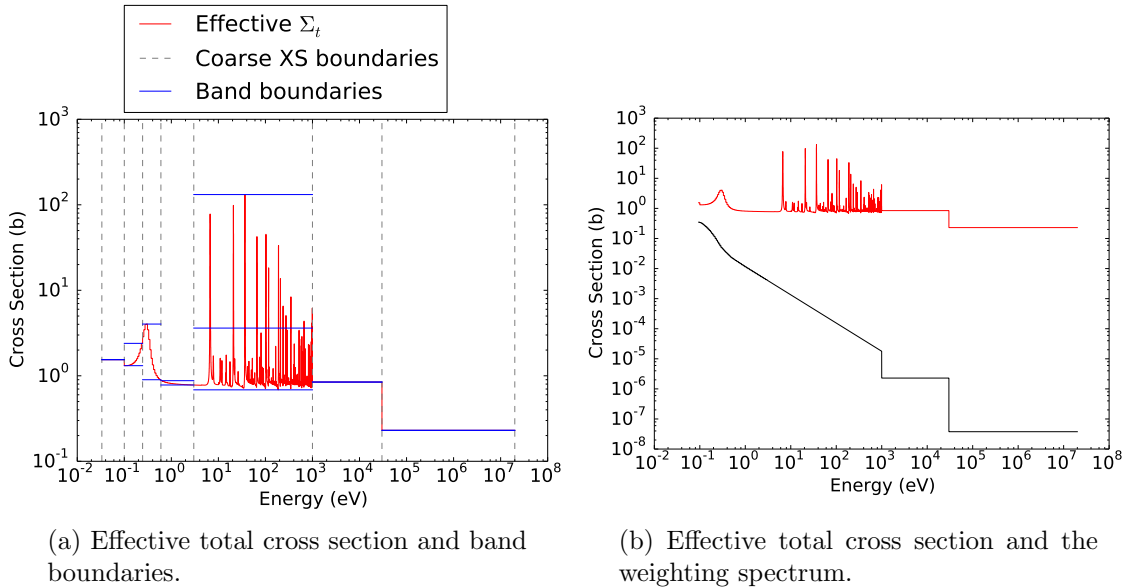 Effective Σt
Coarse XS boundaries
Band boundaries
10^3
10^2
10^1
10^0
10^-1
Cross Section (b)
10^-2 10^-1 10^0 10^1 10^2 10^3 10^4 10^5 10^6 10^7 10^8
Energy (eV)
10^3
10^2
10^1
10^0
10^-1
10^-2
10^-3
10^-4
10^-5
10^-6
10^-7
10^-8
Cross Section (b)
10^-2 10^-1 10^0 10^1 10^2 10^3 10^4 10^5 10^6 10^7 10^8
Energy (eV)
(a) Effective total cross section and band
boundaries.
(b) Effective total cross section and the
weighting spectrum.